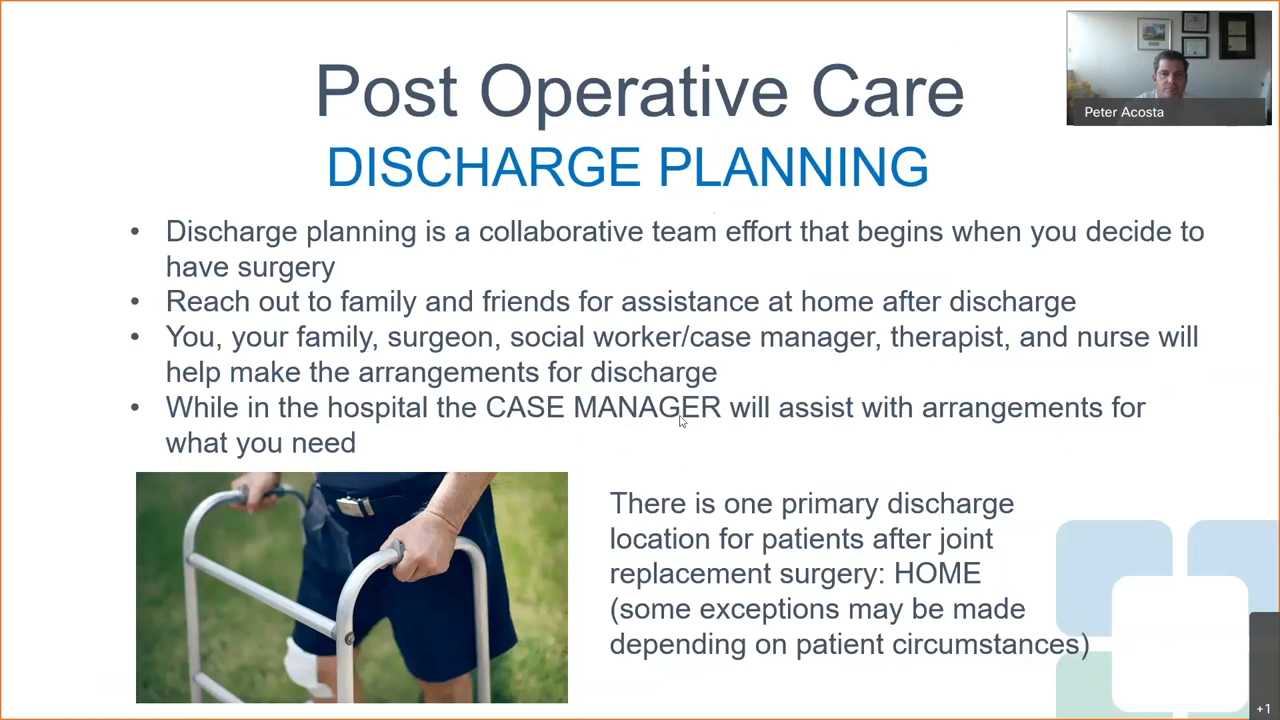 Post Operative Care
Peter Acosta
DISCHARGE PLANNING
• Discharge planning is a collaborative team effort that begins when you decide to
have surgery
• Reach out to family and friends for assistance at home after discharge
• You, your family, surgeon, social worker/case manager, therapist, and nurse will
help make the arrangements for discharge
• While in the hospital the CASE MANAGER will assist with arrangements for
what you need
There is one primary discharge
location for patients after joint
replacement surgery: HOME
(some exceptions may be made
depending on patient circumstances)
+1